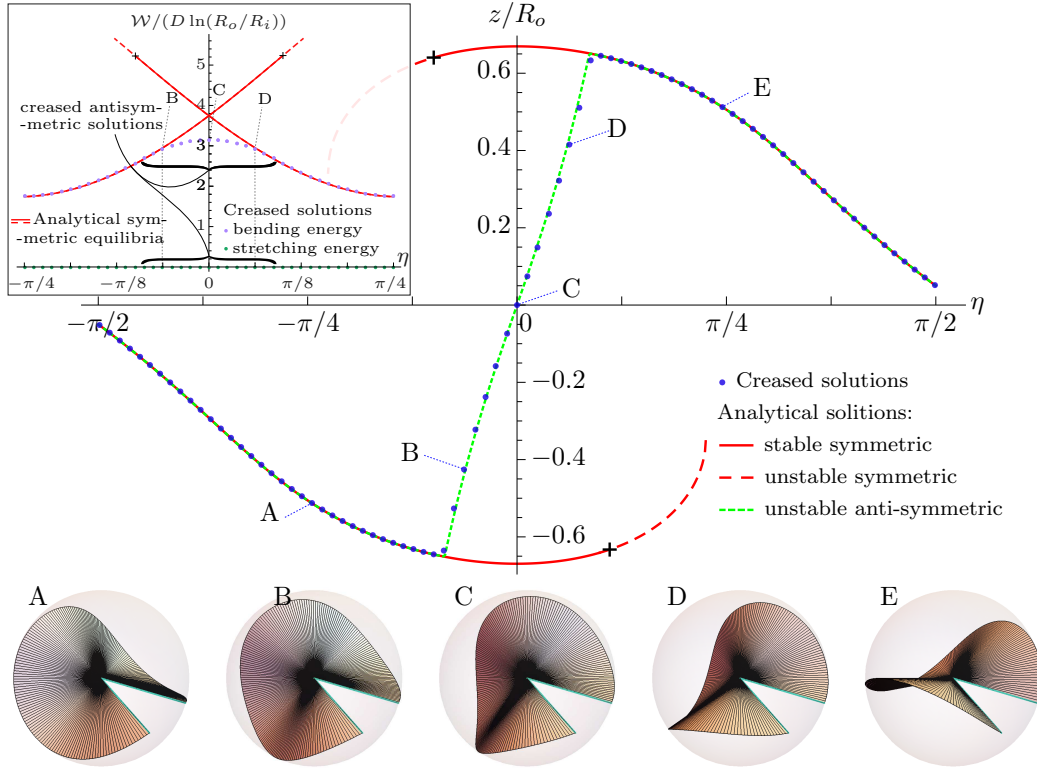 𝒲/(D ln(R_o/R_i))
5
4
3
2
1
B
C
D
creased antisym-
-metric solutions
Analytical sym-
-metric equilibria
Creased solutions
bending energy
stretching energy
η
−π/4
−π/8
0
π/8
π/4
z/R_o
0.6
0.4
0.2
E
D
C
−π/2
−π/4
0
π/4
π/2
η
−0.2
−0.4
−0.6
B
A
Creased solutions
Analytical solitions:
stable symmetric
unstable symmetric
unstable anti-symmetric
A
B
C
D
E